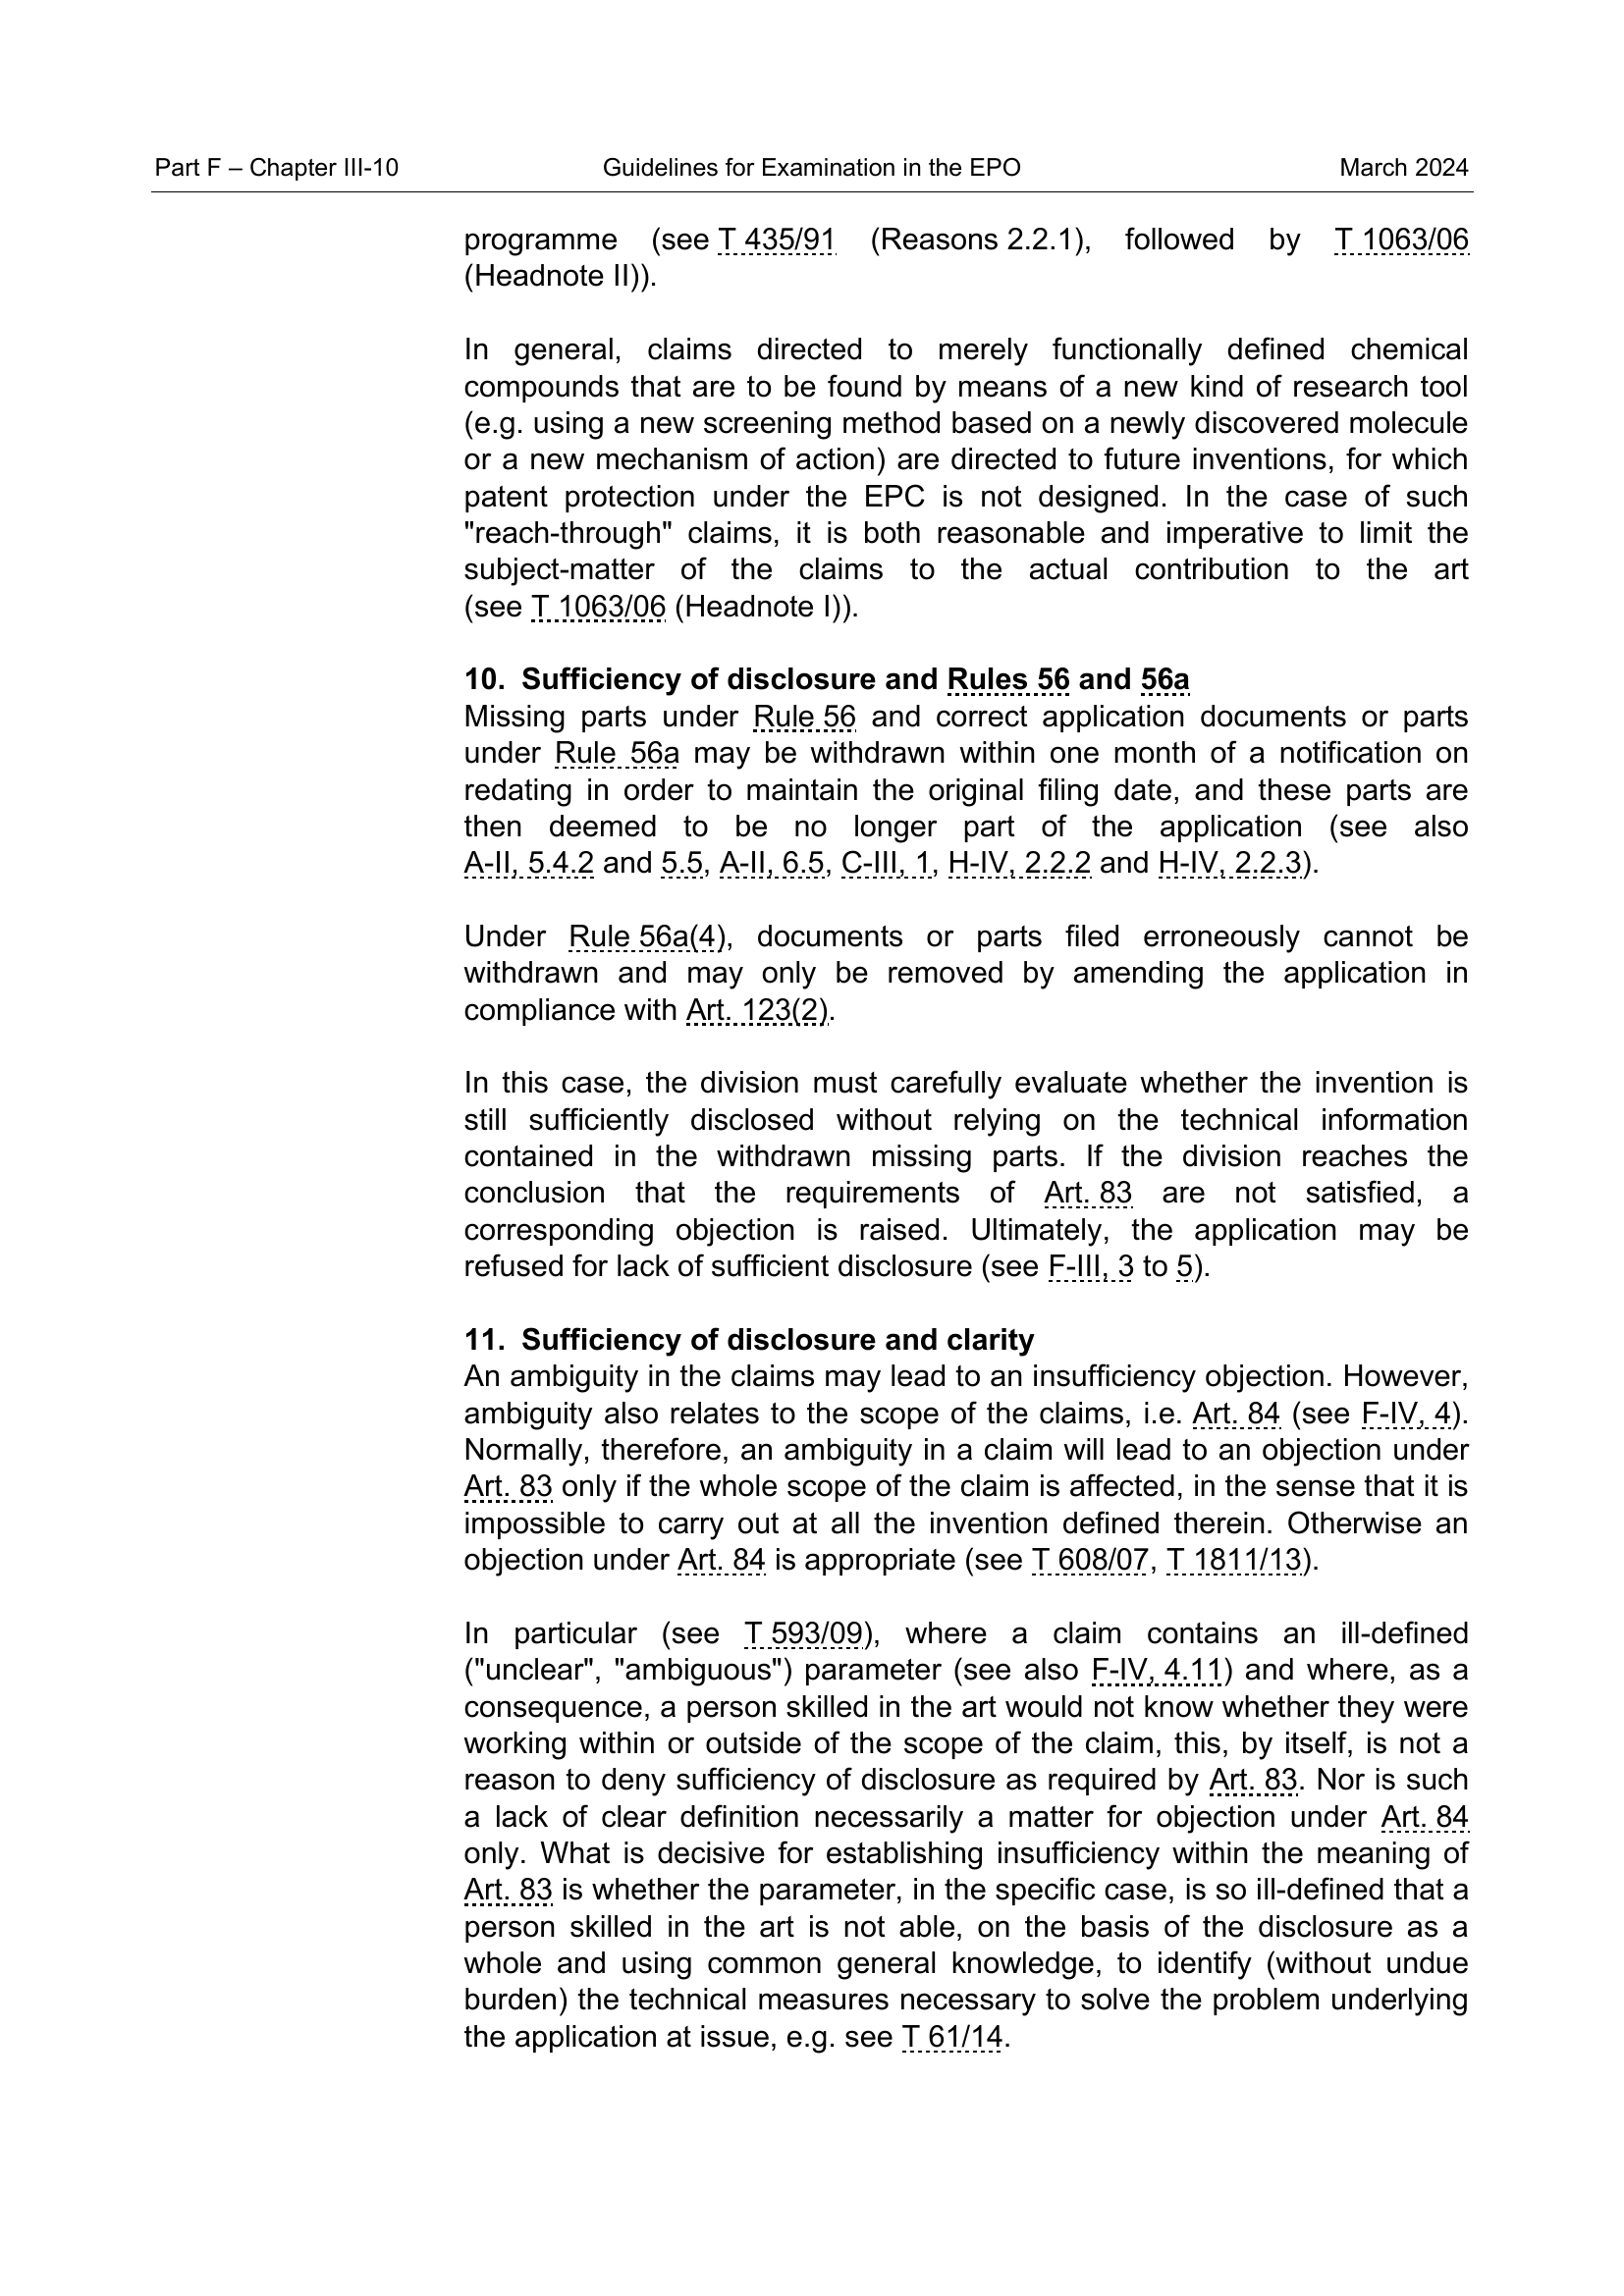 Part F – Chapter III-10 Guidelines for Examination in the EPO March 2024
programme (see T 435/91 (Reasons 2.2.1), followed by T 1063/06
(Headnote II)).
In general, claims directed to merely functionally defined chemical
compounds that are to be found by means of a new kind of research tool
(e.g. using a new screening method based on a newly discovered molecule
or a new mechanism of action) are directed to future inventions, for which
patent protection under the EPC is not designed. In the case of such
"reach-through" claims, it is both reasonable and imperative to limit the
subject-matter of the claims to the actual contribution to the art
(see T 1063/06 (Headnote I)).
10. Sufficiency of disclosure and Rules 56 and 56a
Missing parts under Rule 56 and correct application documents or parts
under Rule 56a may be withdrawn within one month of a notification on
redating in order to maintain the original filing date, and these parts are
then deemed to be no longer part of the application (see also
A-II, 5.4.2 and 5.5, A-II, 6.5, C-III, 1, H-IV, 2.2.2 and H-IV, 2.2.3).
Under Rule 56a(4), documents or parts filed erroneously cannot be
withdrawn and may only be removed by amending the application in
compliance with Art. 123(2).
In this case, the division must carefully evaluate whether the invention is
still sufficiently disclosed without relying on the technical information
contained in the withdrawn missing parts. If the division reaches the
conclusion that the requirements of Art. 83 are not satisfied, a
corresponding objection is raised. Ultimately, the application may be
refused for lack of sufficient disclosure (see F-III, 3 to 5).
11. Sufficiency of disclosure and clarity
An ambiguity in the claims may lead to an insufficiency objection. However,
ambiguity also relates to the scope of the claims, i.e. Art. 84 (see F-IV, 4).
Normally, therefore, an ambiguity in a claim will lead to an objection under
Art. 83 only if the whole scope of the claim is affected, in the sense that it is
impossible to carry out at all the invention defined therein. Otherwise an
objection under Art. 84 is appropriate (see T 608/07, T 1811/13).
In particular (see T 593/09), where a claim contains an ill-defined
("unclear", "ambiguous") parameter (see also F-IV, 4.11) and where, as a
consequence, a person skilled in the art would not know whether they were
working within or outside of the scope of the claim, this, by itself, is not a
reason to deny sufficiency of disclosure as required by Art. 83. Nor is such
a lack of clear definition necessarily a matter for objection under Art. 84
only. What is decisive for establishing insufficiency within the meaning of
Art. 83 is whether the parameter, in the specific case, is so ill-defined that a
person skilled in the art is not able, on the basis of the disclosure as a
whole and using common general knowledge, to identify (without undue
burden) the technical measures necessary to solve the problem underlying
the application at issue, e.g. see T 61/14.